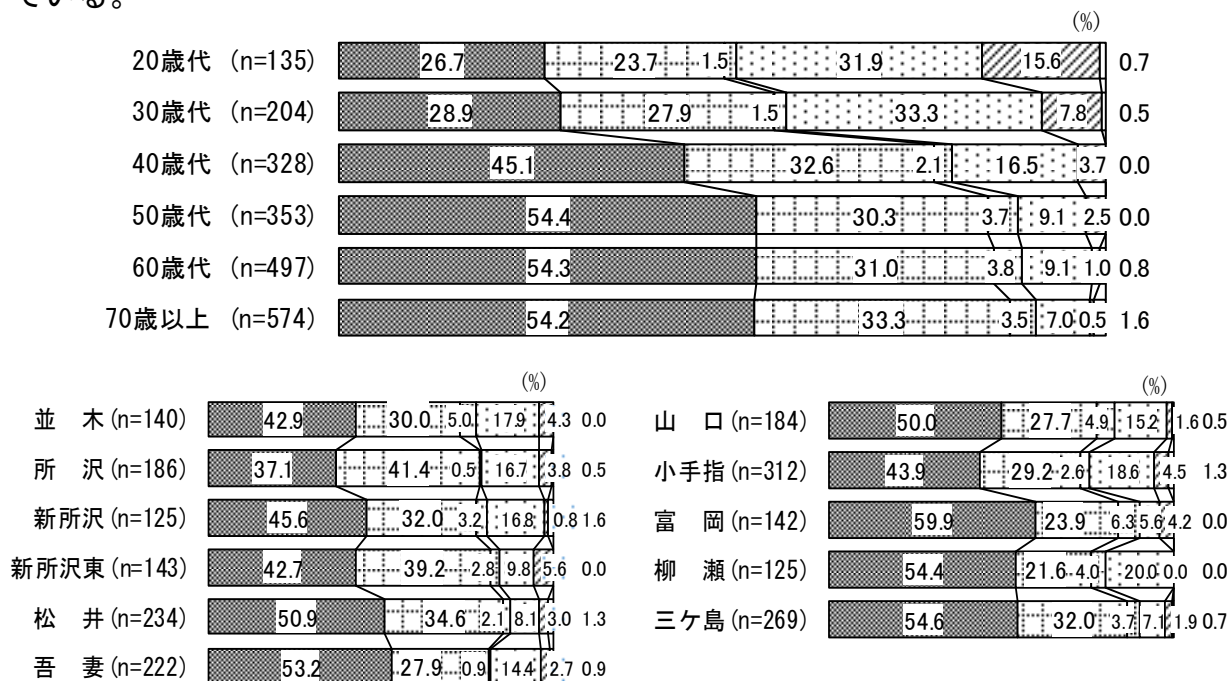 ている。
(%)
20歳代 (n=135) 26.7 23.7 1.5 31.9 15.6 0.7
30歳代 (n=204) 28.9 27.9 1.5 33.3 7.8 0.5
40歳代 (n=328) 45.1 32.6 2.1 16.5 3.7 0.0
50歳代 (n=353) 54.4 30.3 3.7 9.1 2.5 0.0
60歳代 (n=497) 54.3 31.0 3.8 9.1 1.0 0.8
70歳以上 (n=574) 54.2 33.3 3.5 7.0 0.5 1.6
(%)
並 木 (n=140) 42.9 30.0 5.0 17.9 4.3 0.0
所 沢 (n=186) 37.1 41.4 0.5 16.7 3.8 0.5
新所沢 (n=125) 45.6 32.0 3.2 16.8 0.8 1.6
新所沢東 (n=143) 42.7 39.2 2.8 9.8 5.6 0.0
松 井 (n=234) 50.9 34.6 2.1 8.1 3.0 1.3
吾 妻 (n=222) 53.2 27.9 0.9 14.4 2.7 0.9
(%)
山 口 (n=184) 50.0 27.7 4.9 15.2 1.6 0.5
小手指 (n=312) 43.9 29.2 2.6 18.6 4.5 1.3
富 岡 (n=142) 59.9 23.9 6.3 5.6 4.2 0.0
柳 瀬 (n=125) 54.4 21.6 4.0 20.0 0.0 0.0
三ケ島 (n=269) 54.6 32.0 3.7 7.1 1.9 0.7